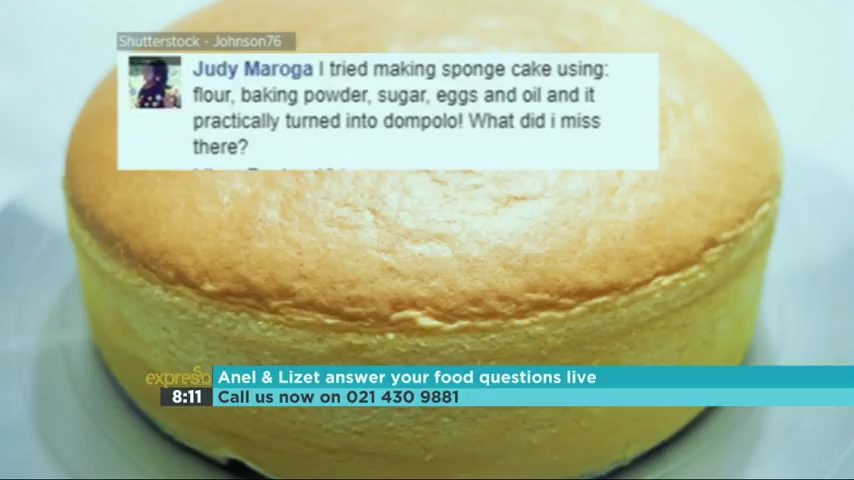 Shutterstock - Johnson76
Judy Maroga I tried making sponge cake using:
flour, baking powder, sugar, eggs and oil and it
practically turned into dompolo! What did i miss
there?
expresso
Anel & Lizet answer your food questions live
8:11
Call us now on 021 430 9881